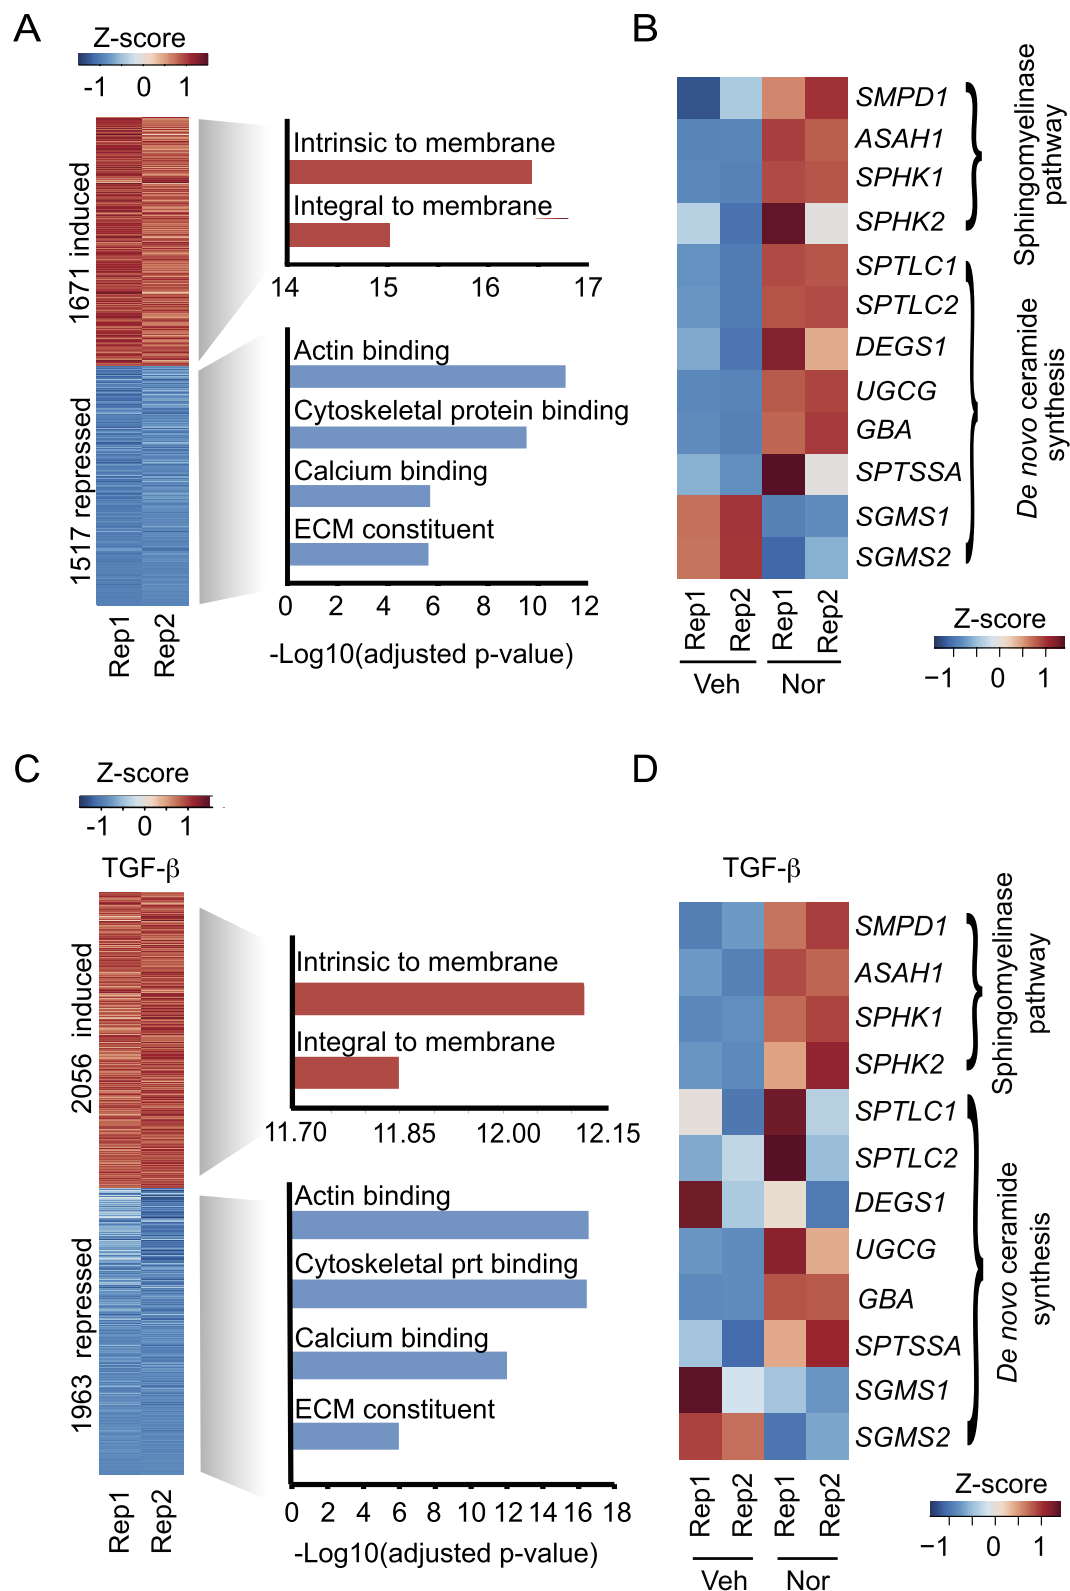 A
Z-score
-1 0 1
1671 induced
1517 repressed
Rep1 Rep2
Intrinsic to membrane
Integral to membrane
14 15 16 17
Actin binding
Cytoskeletal protein binding
Calcium binding
ECM constituent
0 2 4 6 8 10 12
-Log10(adjusted p-value)
B
SMPD1
ASAH1
SPHK1
SPHK2
SPTLC1
SPTLC2
DEGS1
UGCG
GBA
SPTSSA
SGMS1
SGMS2
Sphingomyelinase
pathway
De novo ceramide
synthesis
Rep1 Rep2 Rep1 Rep2
Veh Nor
Z-score
−1 0 1
C
Z-score
-1 0 1
TGF-β
2056 induced
1963 repressed
Rep1 Rep2
Intrinsic to membrane
Integral to membrane
11.70 11.85 12.00 12.15
Actin binding
Cytoskeletal prt binding
Calcium binding
ECM constituent
0 2 4 6 8 10 12 14 16 18
-Log10(adjusted p-value)
D
TGF-β
SMPD1
ASAH1
SPHK1
SPHK2
SPTLC1
SPTLC2
DEGS1
UGCG
GBA
SPTSSA
SGMS1
SGMS2
Sphingomyelinase
pathway
De novo ceramide
synthesis
Rep1 Rep2 Rep1 Rep2
Veh Nor
Z-score
−1 0 1